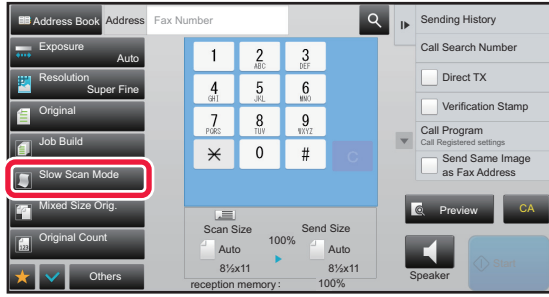 Address Book
Address
Fax Number
Exposure
Auto
Resolution
Super Fine
Original
Job Build
Slow Scan Mode
Mixed Size Orig.
Original Count
Others
1
2
ABC
3
DEF
4
GHI
5
JKL
6
MNO
7
PQRS
8
TUV
9
WXYZ
0
#
C
Scan Size
100%
Send Size
Auto
Auto
8½x11
8½x11
reception memory:
100%
Sending History
Call Search Number
Direct TX
Verification Stamp
Call Program
Call Registered settings
Send Same Image
as Fax Address
Preview
CA
Speaker
Start